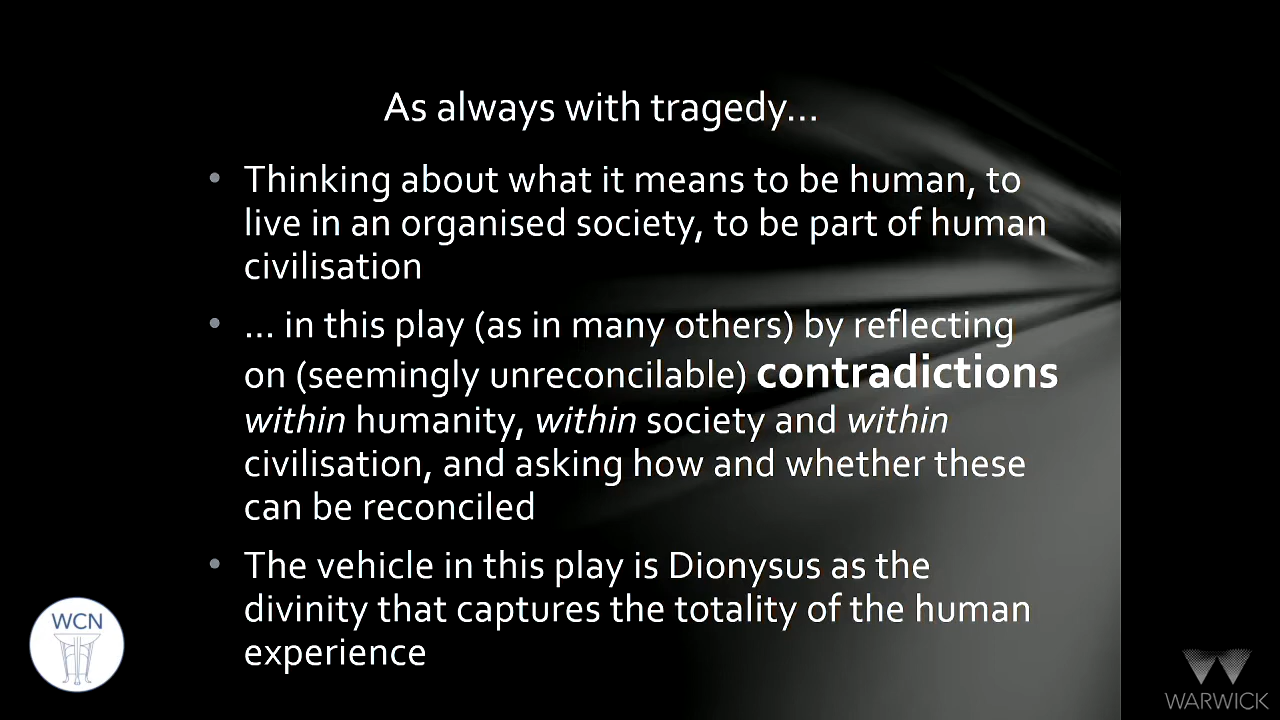 As always with tragedy...
• Thinking about what it means to be human, to
live in an organised society, to be part of human
civilisation
• ... in this play (as in many others) by reflecting
on (seemingly unreconcilable) contradictions
within humanity, within society and within
civilisation, and asking how and whether these
can be reconciled
• The vehicle in this play is Dionysus as the
divinity that captures the totality of the human
experience
WCN
WARWICK